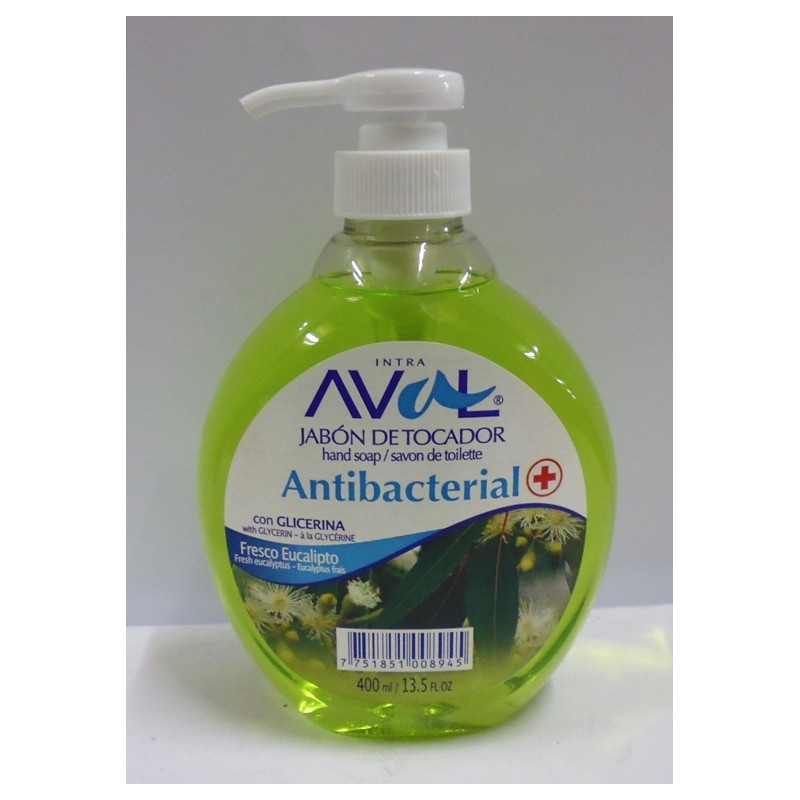 INTRA
AVAL®
JABÓN DE TOCADOR
hand soap / savon de toilette
Antibacterial
con GLICERINA
with GLYCERIN - à la GLYCÉRINE
Fresco Eucalipto
Fresh eucalyptus - Eucalyptus frais
7 751851 008945
400 ml / 13.5 FL OZ